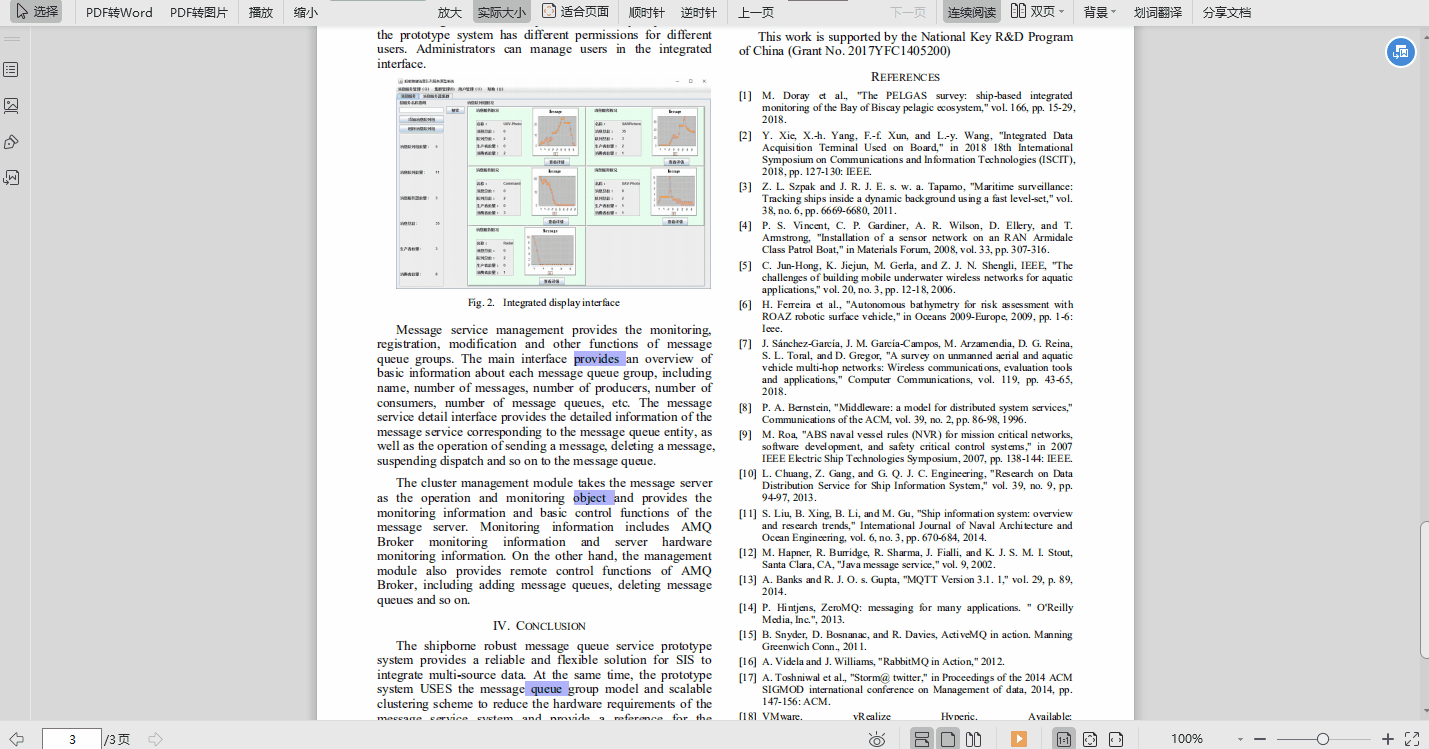 选择
PDF转Word
PDF转图片
播放
缩小
放大
实际大小
适合页面
顺时针
逆时针
上一页
下一页
连续阅读
双页
背景
划词翻译
分享文档
the prototype system has different permissions for different
users. Administrators can manage users in the integrated
interface.
Message
查看详情
Message
查看详情
Message
查看详情
Message
查看详情
Message
查看详情
Fig. 2. Integrated display interface
Message service management provides the monitoring,
registration, modification and other functions of message
queue groups. The main interface provides an overview of
basic information about each message queue group, including
name, number of messages, number of producers, number of
consumers, number of message queues, etc. The message
service detail interface provides the detailed information of the
message service corresponding to the message queue entity, as
well as the operation of sending a message, deleting a message,
suspending dispatch and so on to the message queue.
The cluster management module takes the message server
as the operation and monitoring object and provides the
monitoring information and basic control functions of the
message server. Monitoring information includes AMQ
Broker monitoring information and server hardware
monitoring information. On the other hand, the management
module also provides remote control functions of AMQ
Broker, including adding message queues, deleting message
queues and so on.
IV. CONCLUSION
The shipborne robust message queue service prototype
system provides a reliable and flexible solution for SIS to
integrate multi-source data. At the same time, the prototype
system USES the message queue group model and scalable
clustering scheme to reduce the hardware requirements of the
message service system and provide a reference for the
This work is supported by the National Key R&D Program
of China (Grant No. 2017YFC1405200)
REFERENCES
[1] M. Doray et al., "The PELGAS survey: ship-based integrated
monitoring of the Bay of Biscay pelagic ecosystem," vol. 166, pp. 15-29,
2018.
[2] Y. Xie, X.-h. Yang, F.-f. Xun, and L.-y. Wang, "Integrated Data
Acquisition Terminal Used on Board," in 2018 18th International
Symposium on Communications and Information Technologies (ISCIT),
2018, pp. 127-130: IEEE.
[3] Z. L. Szpak and J. R. J. E. s. w. a. Tapamo, "Maritime surveillance:
Tracking ships inside a dynamic background using a fast level-set," vol.
38, no. 6, pp. 6669-6680, 2011.
[4] P. S. Vincent, C. P. Gardiner, A. R. Wilson, D. Ellery, and T.
Armstrong, "Installation of a sensor network on an RAN Armidale
Class Patrol Boat," in Materials Forum, 2008, vol. 33, pp. 307-316.
[5] C. Jun-Hong, K. Jiejun, M. Gerla, and Z. J. N. Shengli, IEEE, "The
challenges of building mobile underwater wireless networks for aquatic
applications," vol. 20, no. 3, pp. 12-18, 2006.
[6] H. Ferreira et al., "Autonomous bathymetry for risk assessment with
ROAZ robotic surface vehicle," in Oceans 2009-Europe, 2009, pp. 1-6:
Ieee.
[7] J. Sánchez-García, J. M. García-Campos, M. Arzamendia, D. G. Reina,
S. L. Toral, and D. Gregor, "A survey on unmanned aerial and aquatic
vehicle multi-hop networks: Wireless communications, evaluation tools
and applications," Computer Communications, vol. 119, pp. 43-65,
2018.
[8] P. A. Bernstein, "Middleware: a model for distributed system services,"
Communications of the ACM, vol. 39, no. 2, pp. 86-98, 1996.
[9] M. Roa, "ABS naval vessel rules (NVR) for mission critical networks,
software development, and safety critical control systems," in 2007
IEEE Electric Ship Technologies Symposium, 2007, pp. 138-144: IEEE.
[10] L. Chuang, Z. Gang, and G. Q. J. C. Engineering, "Research on Data
Distribution Service for Ship Information System," vol. 39, no. 9, pp.
94-97, 2013.
[11] S. Liu, B. Xing, B. Li, and M. Gu, "Ship information system: overview
and research trends," International Journal of Naval Architecture and
Ocean Engineering, vol. 6, no. 3, pp. 670-684, 2014.
[12] M. Hapner, R. Burridge, R. Sharma, J. Fialli, and K. J. S. M. I. Stout,
Santa Clara, CA, "Java message service," vol. 9, 2002.
[13] A. Banks and R. J. O. s. Gupta, "MQTT Version 3.1. 1," vol. 29, p. 89,
2014.
[14] P. Hintjens, ZeroMQ: messaging for many applications. " O'Reilly
Media, Inc.", 2013.
[15] B. Snyder, D. Bosnanac, and R. Davies, ActiveMQ in action. Manning
Greenwich Conn., 2011.
[16] A. Videla and J. Williams, "RabbitMQ in Action," 2012.
[17] A. Toshniwal et al., "Storm@ twitter," in Proceedings of the 2014 ACM
SIGMOD international conference on Management of data, 2014, pp.
147-156: ACM.
[18] VMware. vRealize Hyperic. Available:
3 /3页
100%